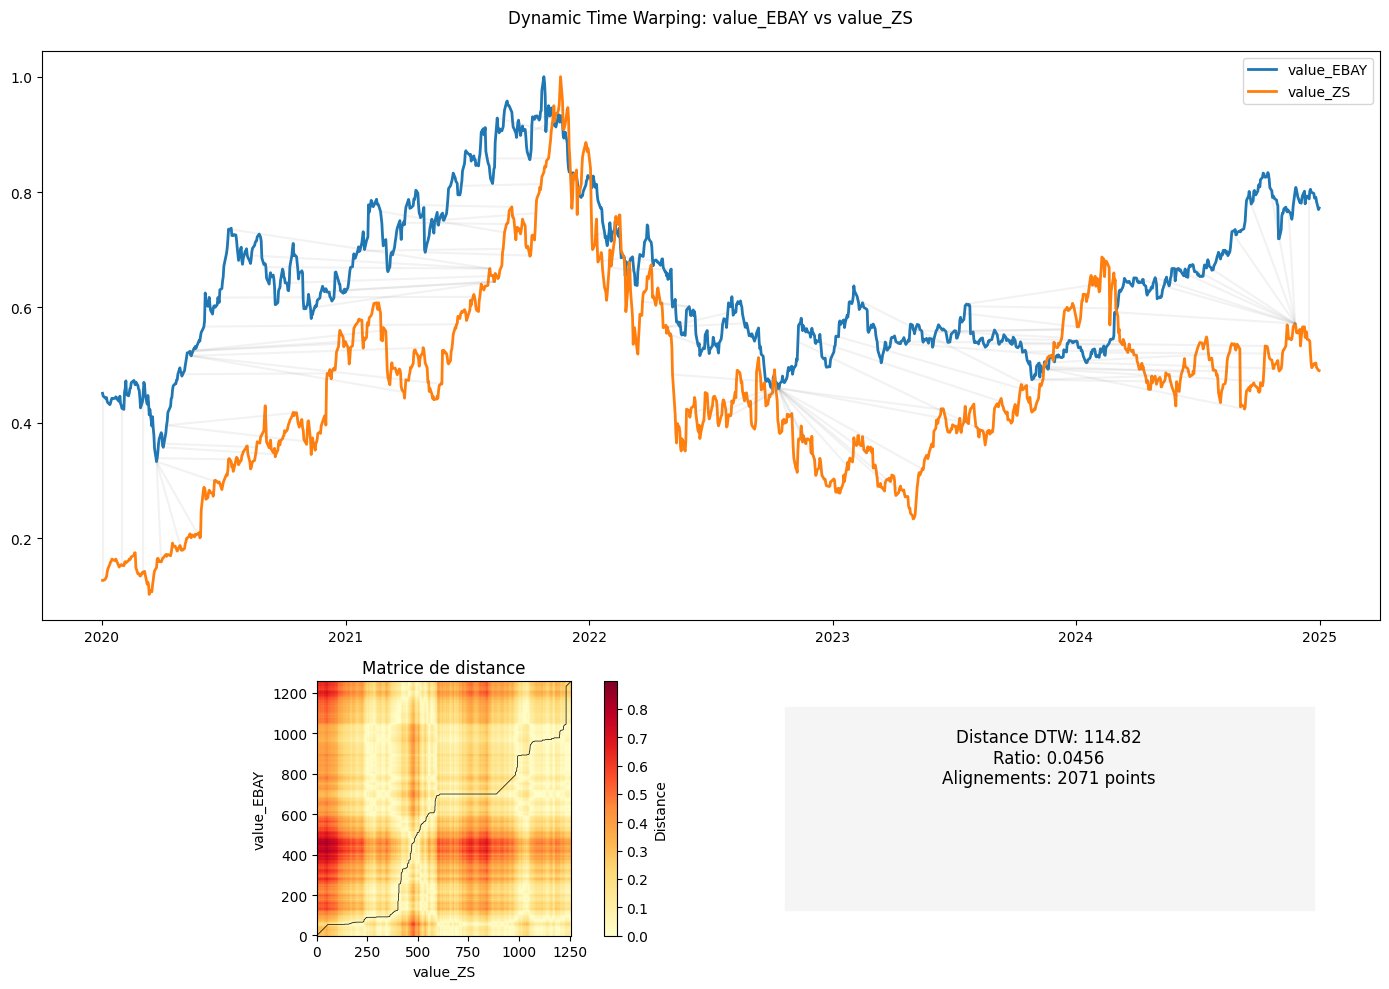 Dynamic Time Warping: value_EBAY vs value_ZS
value_EBAY
value_ZS
1.0
0.8
0.6
0.4
0.2
2020 2021 2022 2023 2024 2025
Matrice de distance
value_EBAY
1200
1000
800
600
400
200
0
0 250 500 750 1000 1250
value_ZS
0.8
0.7
0.6
0.5
0.4
0.3
0.2
0.1
0.0
Distance
Distance DTW: 114.82
Ratio: 0.0456
Alignements: 2071 points